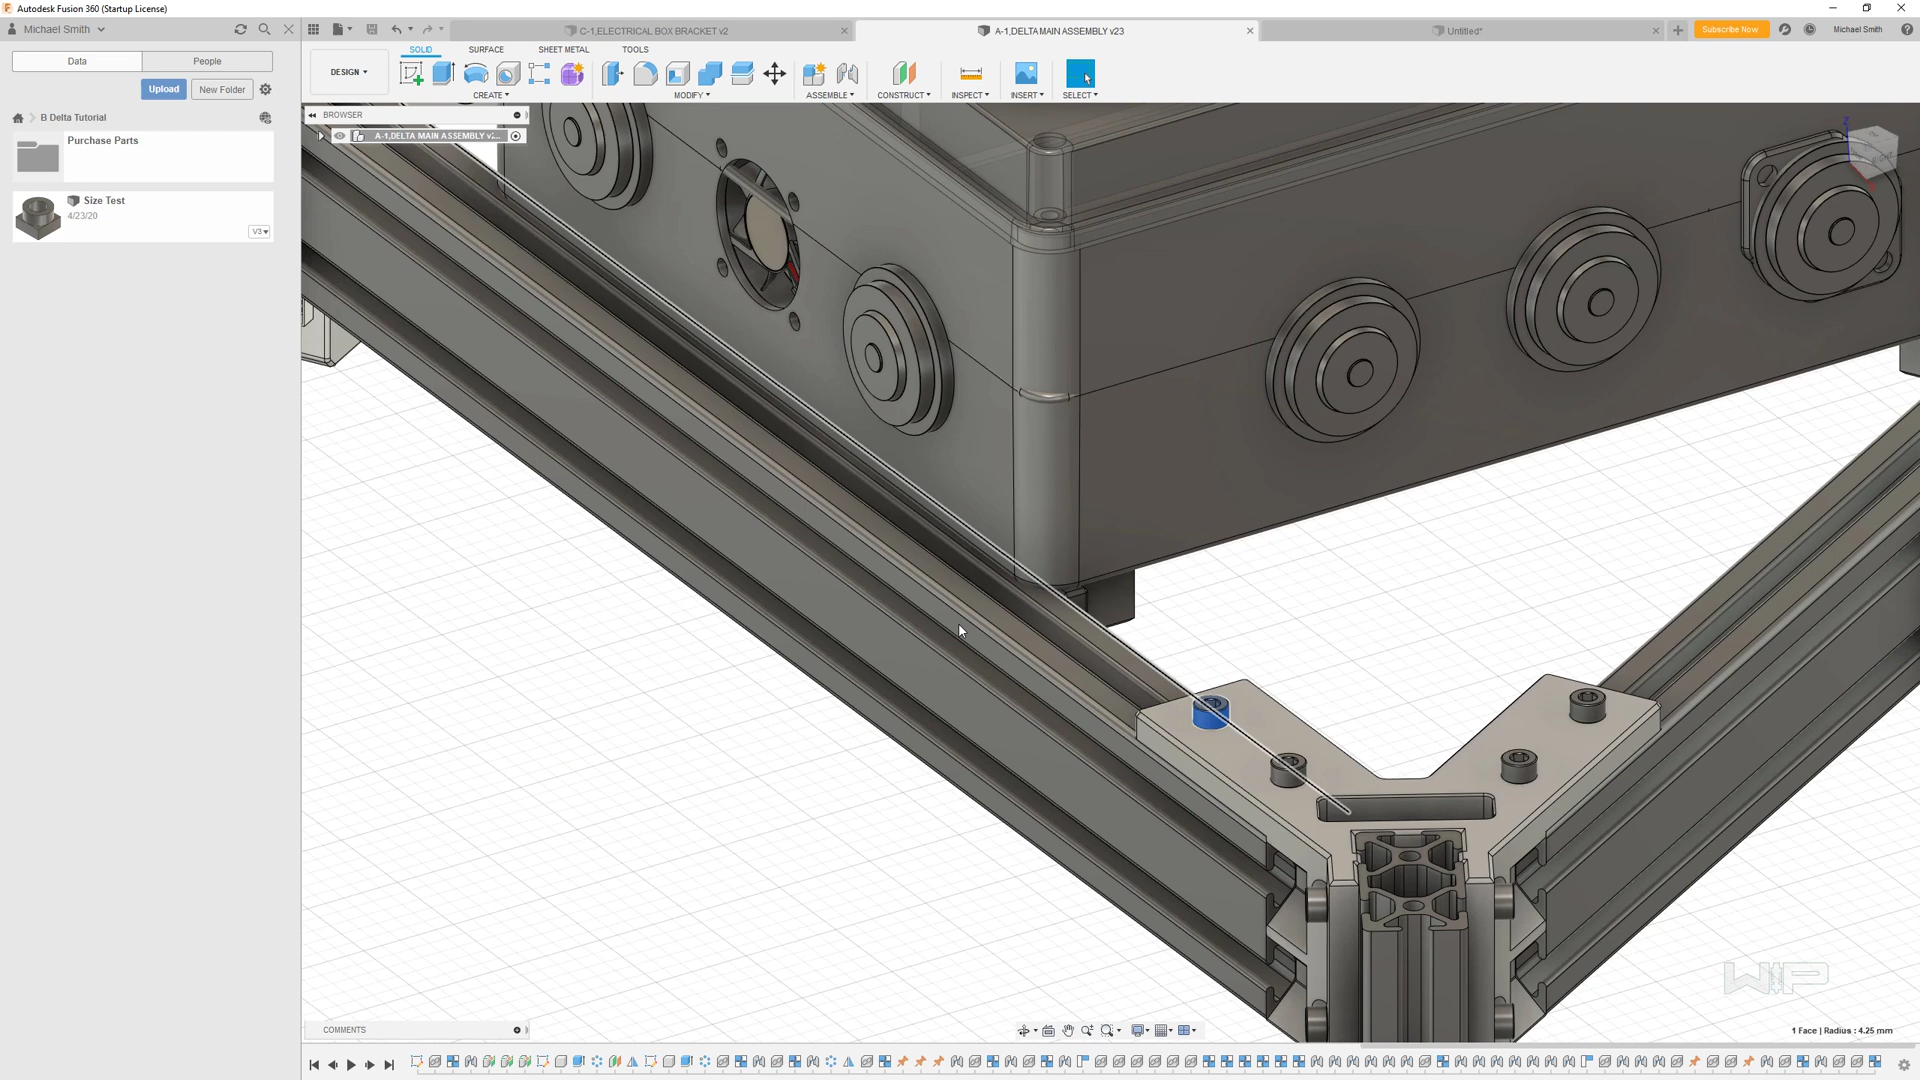 Autodesk Fusion 360 (Startup License)
Michael Smith
C-1,ELECTRICAL BOX BRACKET v2
A-1,DELTA MAIN ASSEMBLY v23
Untitled*
Subscribe Now
Michael Smith
Data
People
SOLID
SURFACE
SHEET METAL
TOOLS
DESIGN
Upload
New Folder
CREATE
MODIFY
ASSEMBLE
CONSTRUCT
INSPECT
INSERT
SELECT
B Delta Tutorial
BROWSER
A-1,DELTA MAIN ASSEMBLY v2...
Purchase Parts
Size Test
4/23/20
V3
Z
RIGHT
WIP
COMMENTS
1 Face | Radius : 4.25 mm